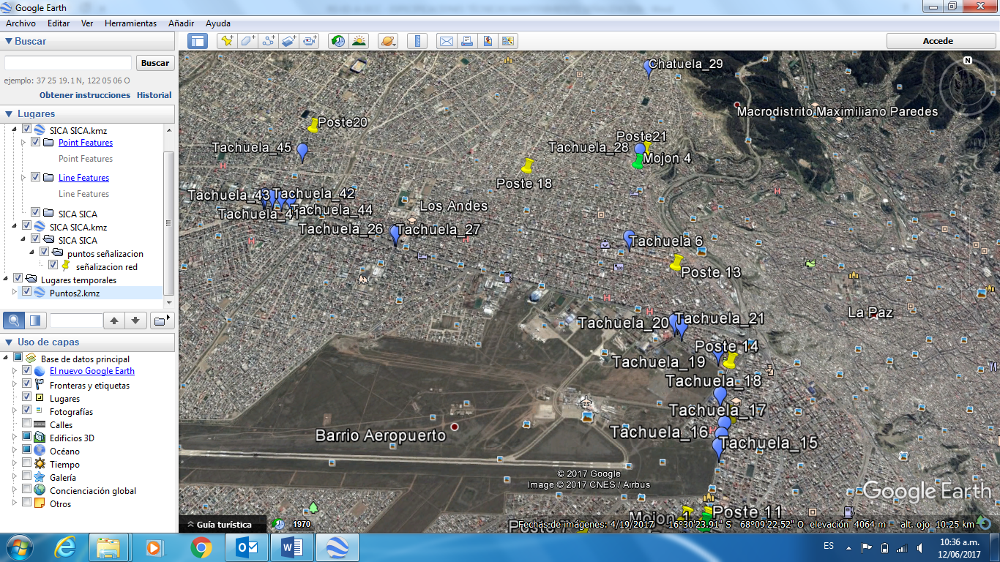 Google Earth
Archivo Editar Ver Herramientas Añadir Ayuda
Buscar
Accede
Buscar
ejemplo: 37 25 19.1 N, 122 05 06 O
Obtener instrucciones Historial
Lugares
SICA SICA.kmz
Point Features
Point Features
Line Features
Line Features
SICA SICA
SICA SICA.kmz
SICA SICA
puntos señalizacion
señalizacion red
Lugares temporales
Puntos2.kmz
Uso de capas
Base de datos principal
El nuevo Google Earth
Fronteras y etiquetas
Lugares
Fotografías
Calles
Edificios 3D
Océano
Tiempo
Galería
Concienciación global
Otros
Chatuela_29
N
Macrodistrito Maximiliano Paredes
Poste20
Poste21
Tachuela_45
Tachuela_28
Mojon 4
Poste 18
Tachuela_43
Tachuela_42
Tachuela_41
Tachuela_44
Los Andes
Tachuela_26
Tachuela_27
Tachuela 6
Poste 13
La Paz
Tachuela_20
Tachuela_21
Poste 14
Tachuela_19
Tachuela_18
Tachuela_17
Tachuela_16
Tachuela_15
Barrio Aeropuerto
© 2017 Google
Image © 2017 CNES / Airbus
Google Earth
Poste 11
Guía turística
1970
Fechas de imágenes: 4/19/2017 16°30'23.91" S 68°09'22.52" O elevación 4064 m alt. ojo 10.25 km
ES
10:36 a.m.
12/06/2017